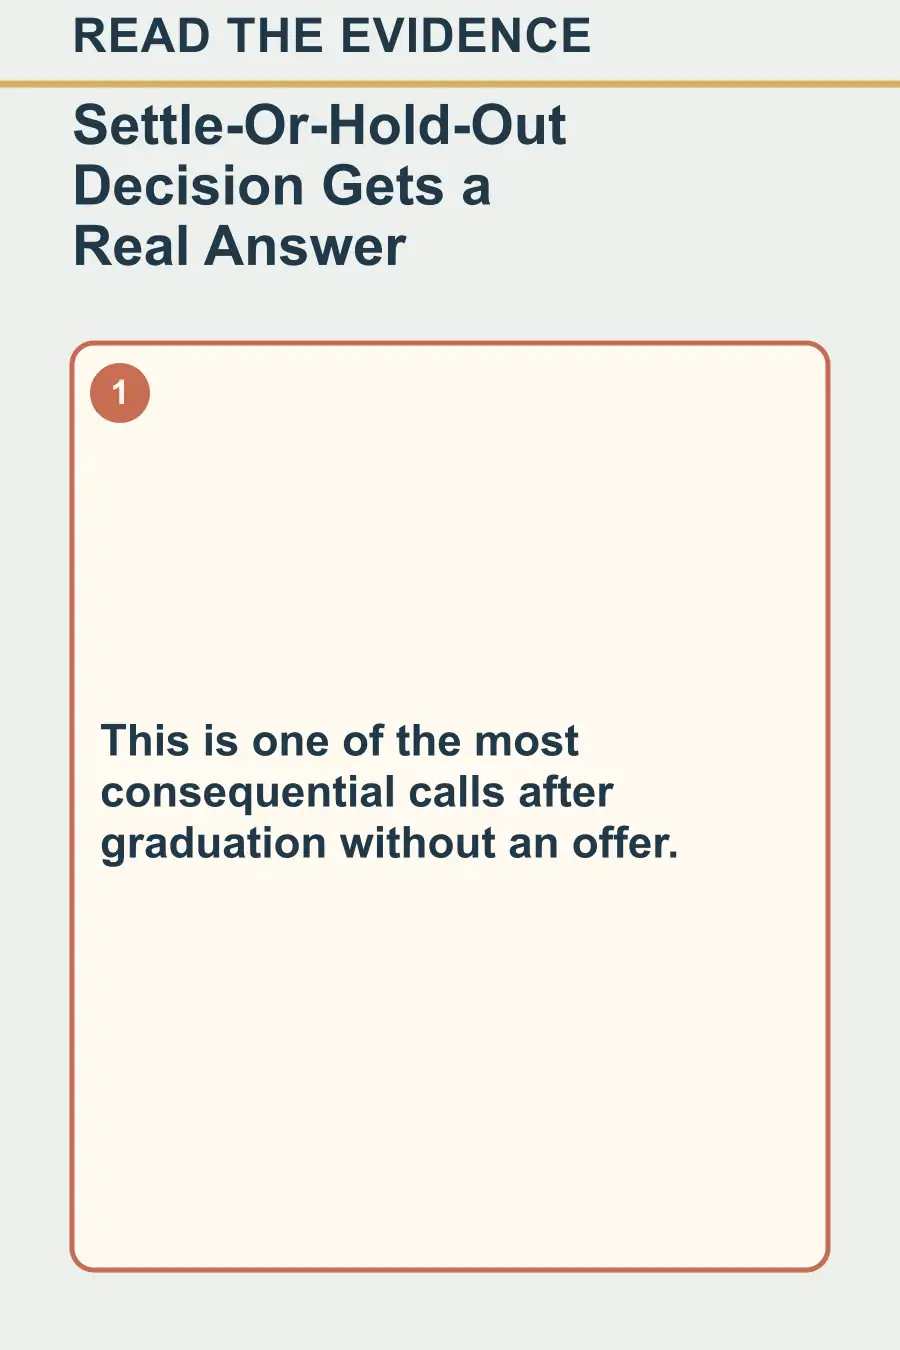 READ THE EVIDENCE
Settle-Or-Hold-Out
Decision Gets a
Real Answer
1
This is one of the most
consequential calls after
graduation without an offer.